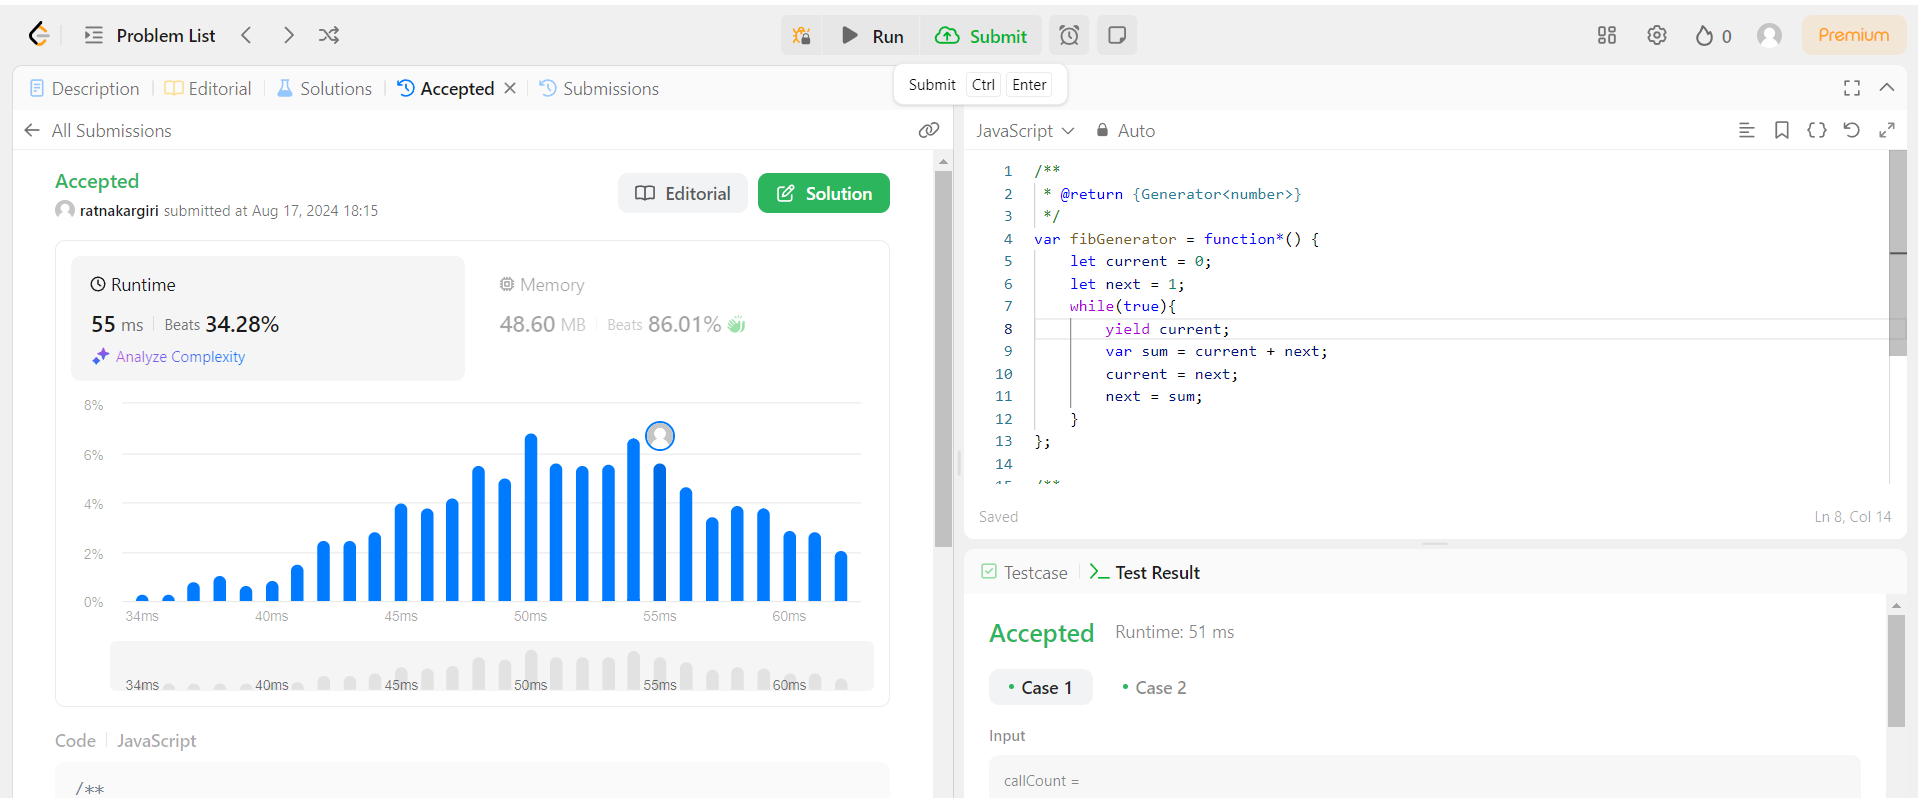 Problem List
Run
Submit
0
Premium
Description
Editorial
Solutions
Accepted
Submissions
Submit Ctrl Enter
All Submissions
Accepted
ratnakargiri submitted at Aug 17, 2024 18:15
Editorial
Solution
Runtime
55 ms Beats 34.28%
Analyze Complexity
Memory
48.60 MB Beats 86.01%
8%
6%
4%
2%
0%
34ms 40ms 45ms 50ms 55ms 60ms
34ms 40ms 45ms 50ms 55ms 60ms
Code JavaScript
/**
JavaScript Auto
1 /**
2 * @return {Generator<number>}
3 */
4 var fibGenerator = function*() {
5 let current = 0;
6 let next = 1;
7 while(true){
8 yield current;
9 var sum = current + next;
10 current = next;
11 next = sum;
12 }
13 };
14
15 /**
Saved
Ln 8, Col 14
Testcase
>_ Test Result
Accepted Runtime: 51 ms
• Case 1 • Case 2
Input
callCount =